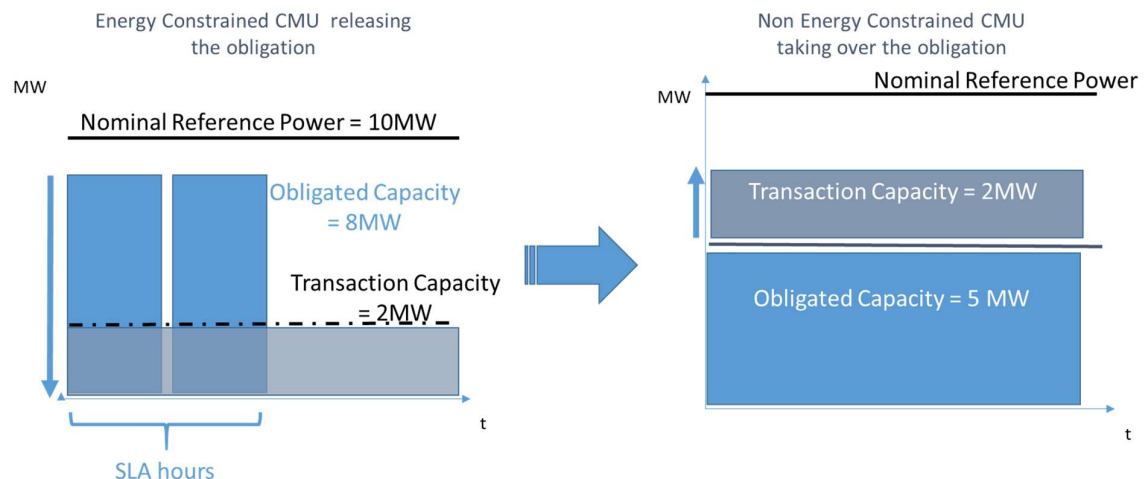 Energy Constrained CMU releasing
the obligation
MW
Nominal Reference Power = 10MW
Obligated Capacity
= 8MW
Transaction Capacity
= 2MW
t
SLA hours
Non Energy Constrained CMU
taking over the obligation
Nominal Reference Power
MW
Transaction Capacity = 2MW
Obligated Capacity = 5 MW
t